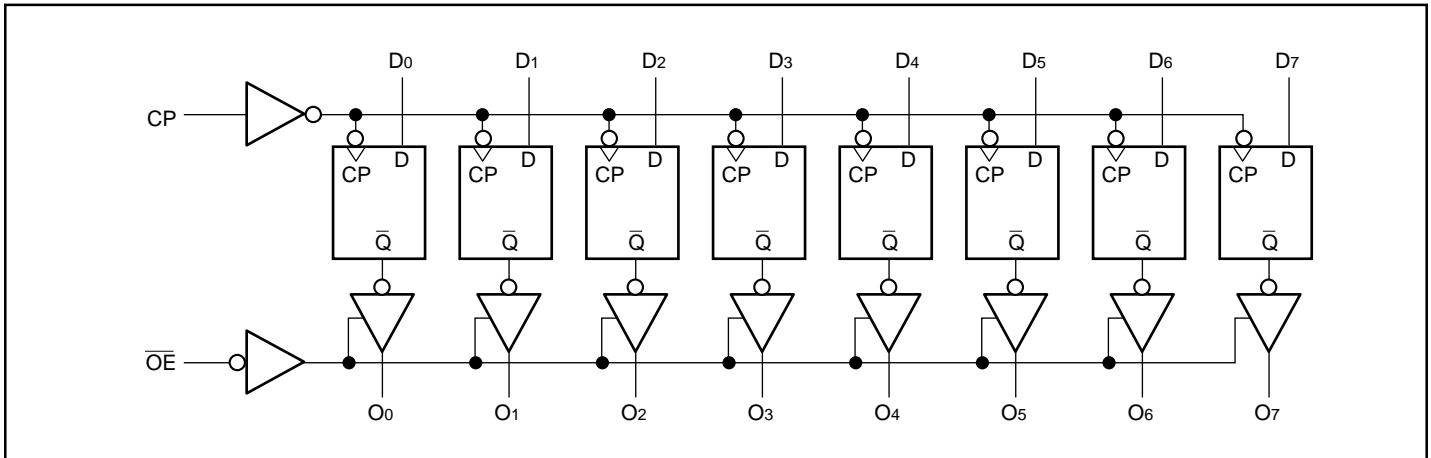 D0 D1 D2 D3 D4 D5 D6 D7
CP
D D D D D D D D
CP CP CP CP CP CP CP CP
Q̅ Q̅ Q̅ Q̅ Q̅ Q̅ Q̅ Q̅
O̅E̅
O0 O1 O2 O3 O4 O5 O6 O7